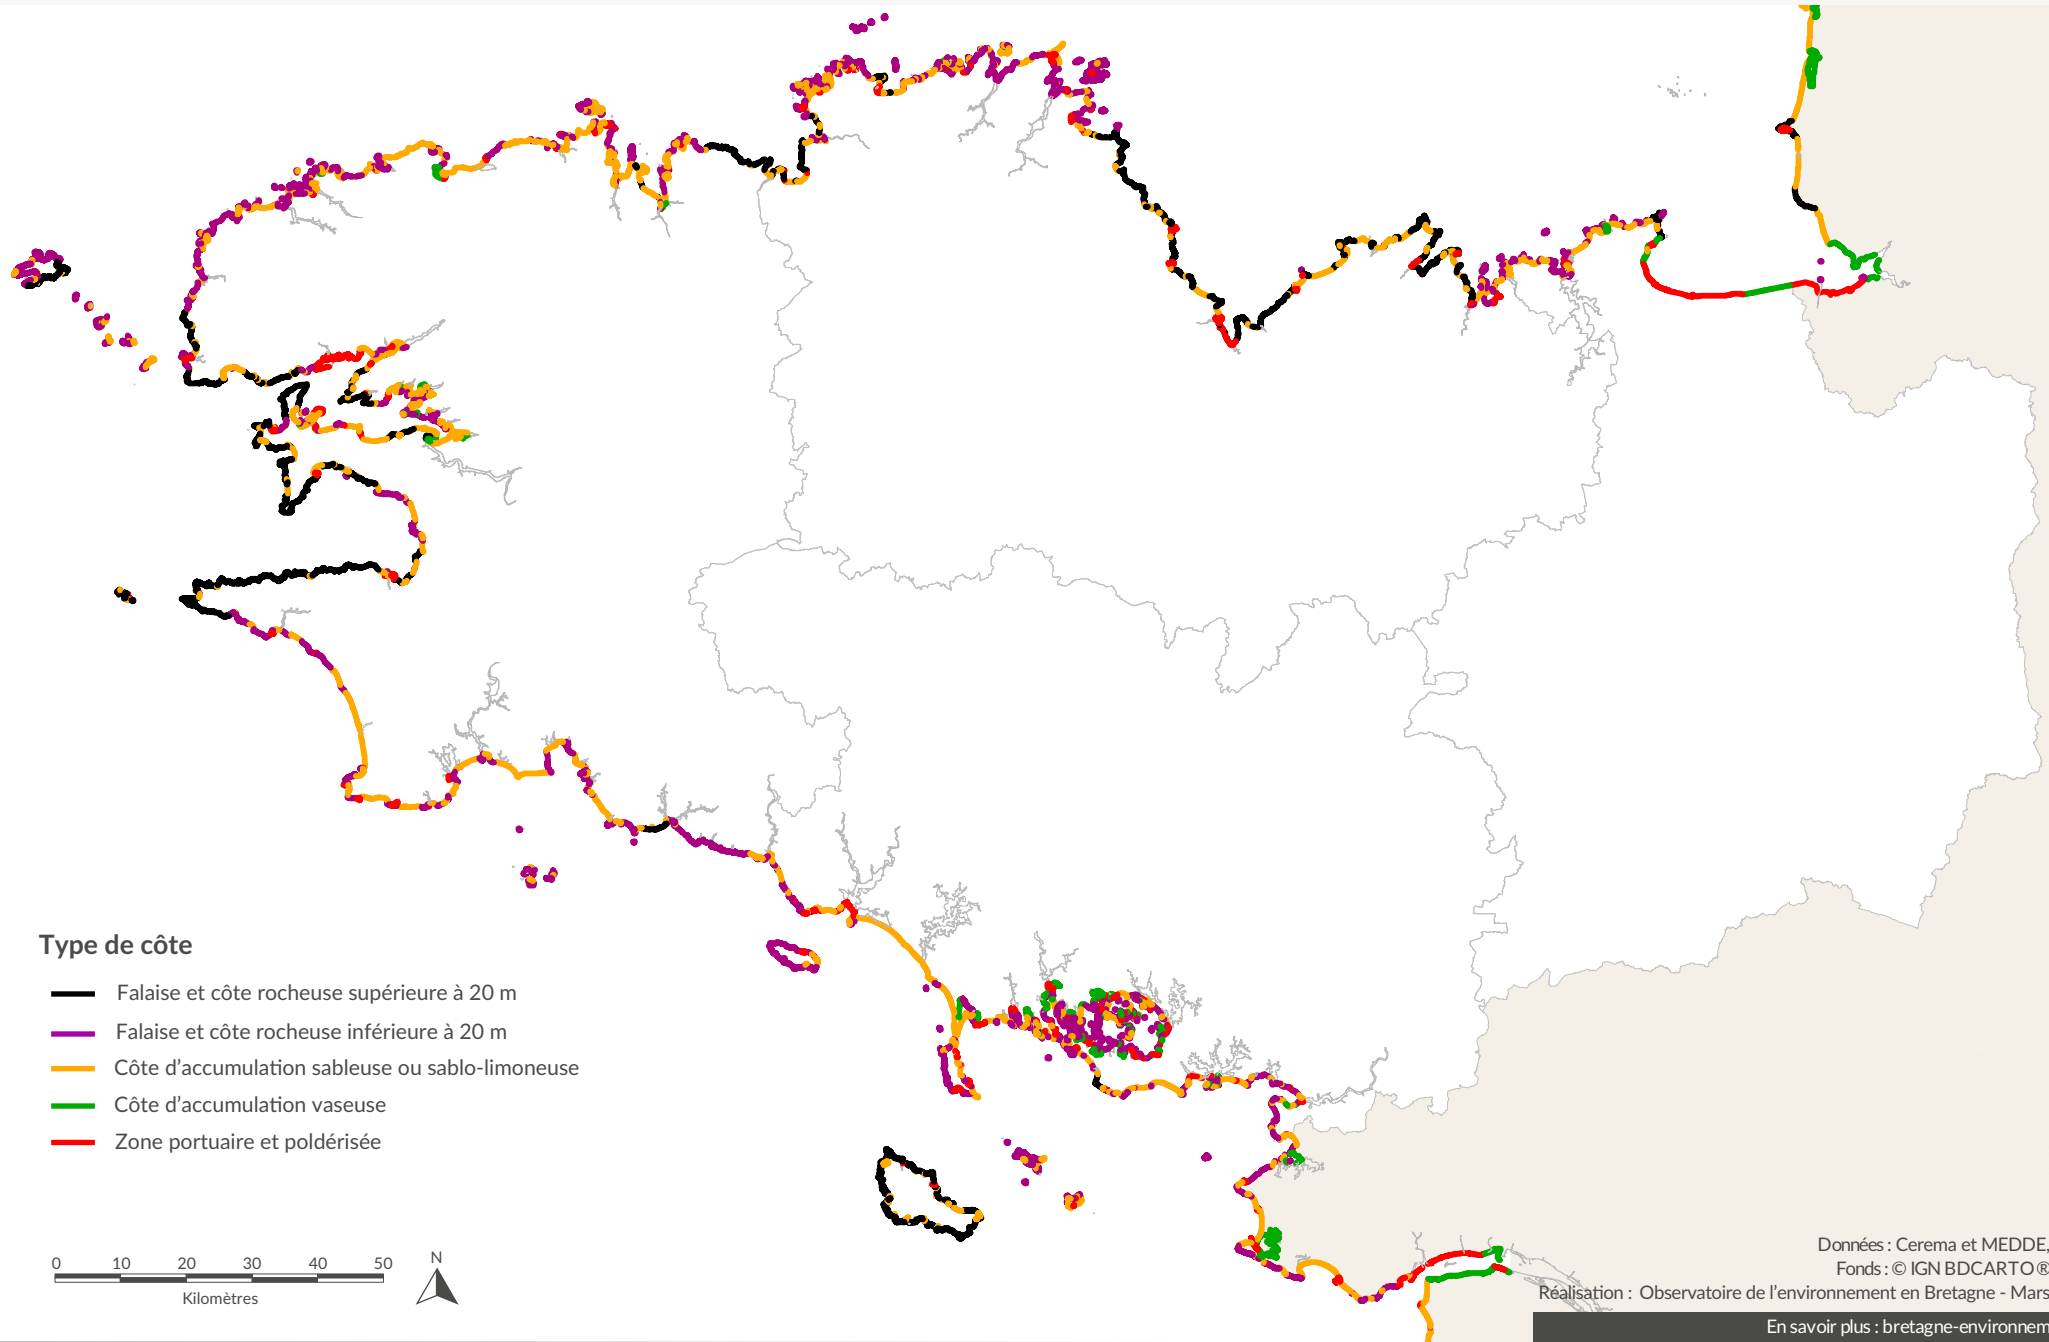 Type de côte
Falaise et côte rocheuse supérieure à 20 m
Falaise et côte rocheuse inférieure à 20 m
Côte d'accumulation sableuse ou sablo-limoneuse
Côte d'accumulation vaseuse
Zone portuaire et poldérisée
0 10 20 30 40 50
Kilomètres
N
Données : Cerema et MEDDE,
Fonds : © IGN BDCARTO®
Réalisation : Observatoire de l'environnement en Bretagne - Mars
En savoir plus : bretagne-environnem